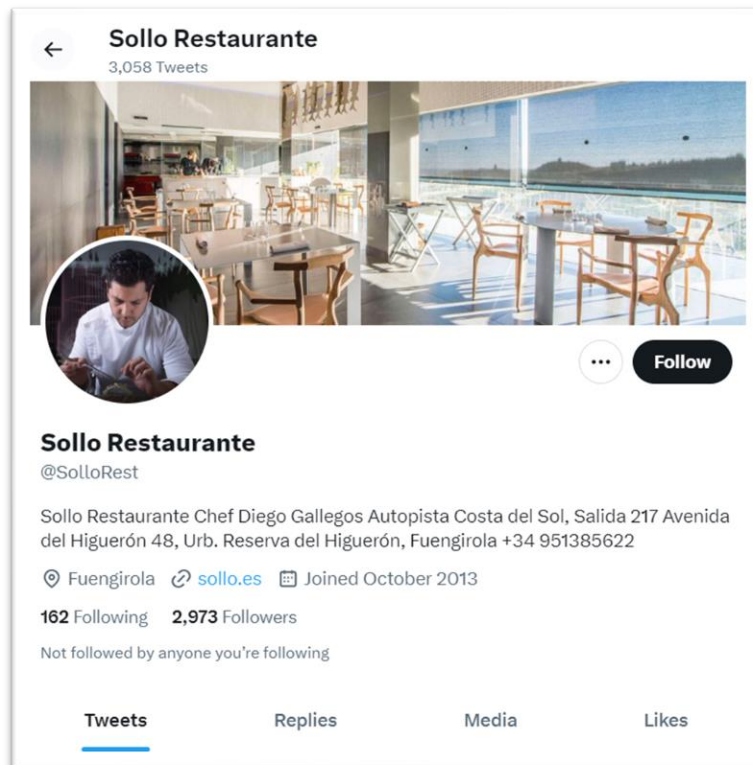 Sollo Restaurante
3,058 Tweets
Follow
Sollo Restaurante
@SolloRest
Sollo Restaurante Chef Diego Gallegos Autopista Costa del Sol, Salida 217 Avenida
del Higuerón 48, Urb. Reserva del Higuerón, Fuengirola +34 951385622
Fuengirola sollo.es Joined October 2013
162 Following 2,973 Followers
Not followed by anyone you’re following
Tweets Replies Media Likes